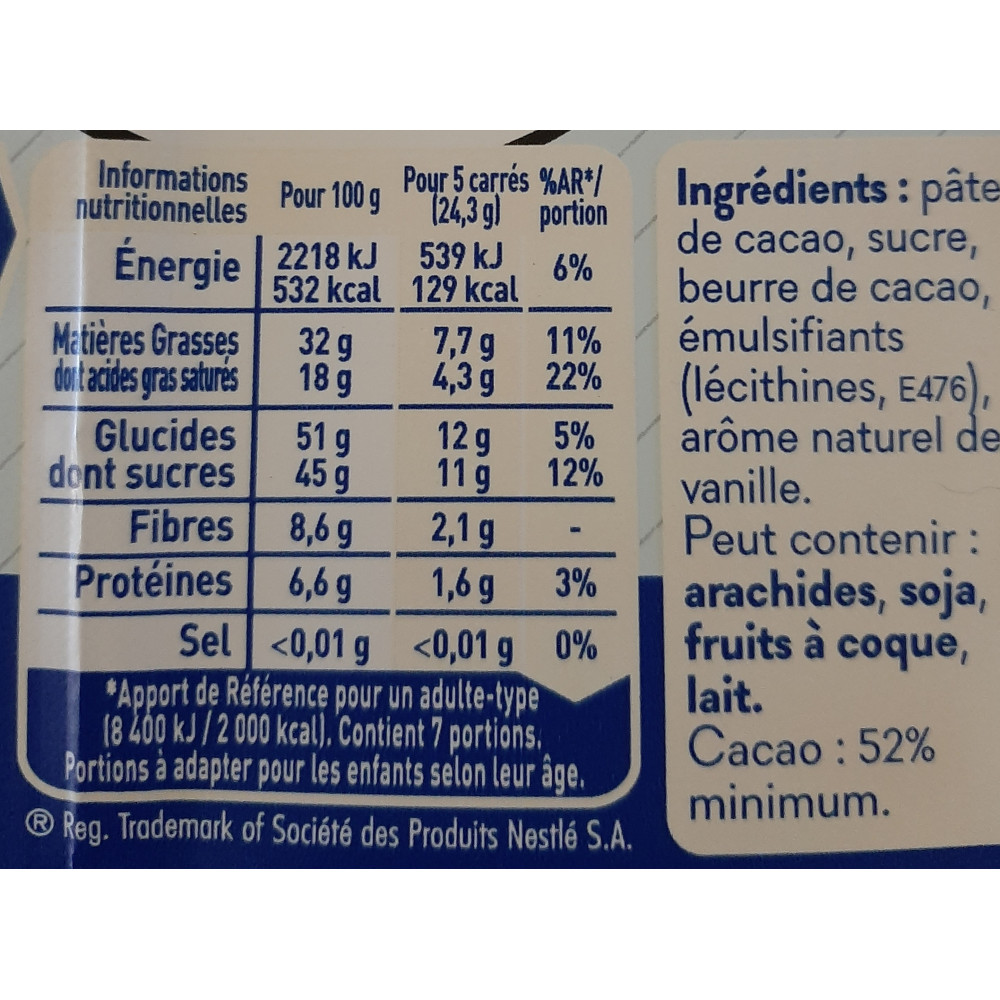 Informations nutritionnelles Pour 100 g Pour 5 carrés (24,3 g) %AR*/ portion
Énergie 2218 kJ 539 kJ 6%
532 kcal 129 kcal
Matières Grasses 32 g 7,7 g 11%
dont acides gras saturés 18 g 4,3 g 22%
Glucides 51 g 12 g 5%
dont sucres 45 g 11 g 12%
Fibres 8,6 g 2,1 g -
Protéines 6,6 g 1,6 g 3%
Sel <0,01 g <0,01 g 0%
*Apport de Référence pour un adulte-type
(8 400 kJ / 2 000 kcal). Contient 7 portions.
Portions à adapter pour les enfants selon leur âge.
® Reg. Trademark of Société des Produits Nestlé S.A.
Ingrédients : pâte
de cacao, sucre,
beurre de cacao,
émulsifiants
(lécithines, E476),
arôme naturel de
vanille.
Peut contenir :
arachides, soja,
fruits à coque,
lait.
Cacao : 52%
minimum.